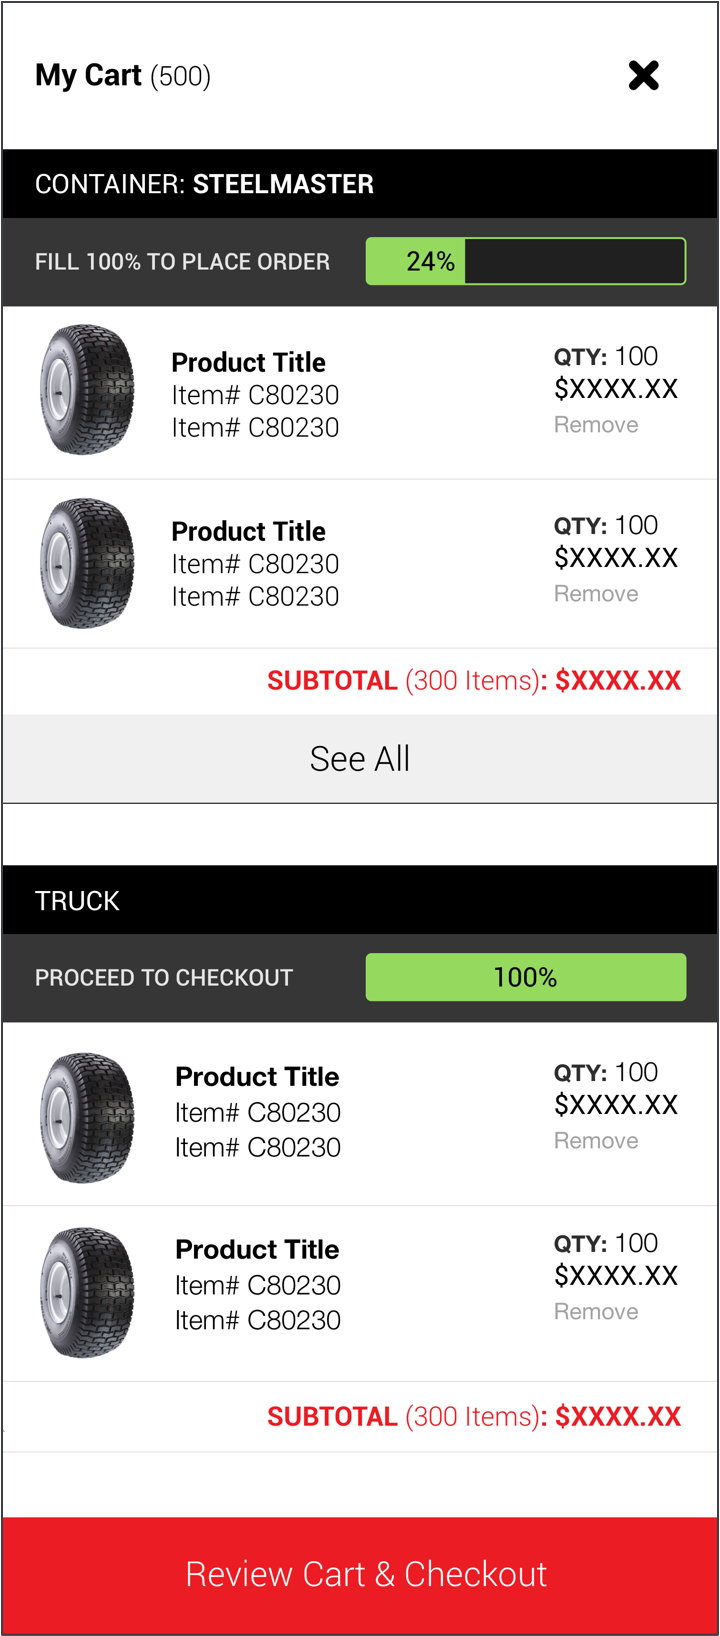 My Cart (500)
CONTAINER: STEELMASTER
FILL 100% TO PLACE ORDER
24%
Product Title
Item# C80230
Item# C80230
QTY: 100
$XXXX.XX
Remove
Product Title
Item# C80230
Item# C80230
QTY: 100
$XXXX.XX
Remove
SUBTOTAL (300 Items): $XXXX.XX
See All
TRUCK
PROCEED TO CHECKOUT
100%
Product Title
Item# C80230
Item# C80230
QTY: 100
$XXXX.XX
Remove
Product Title
Item# C80230
Item# C80230
QTY: 100
$XXXX.XX
Remove
SUBTOTAL (300 Items): $XXXX.XX
Review Cart & Checkout